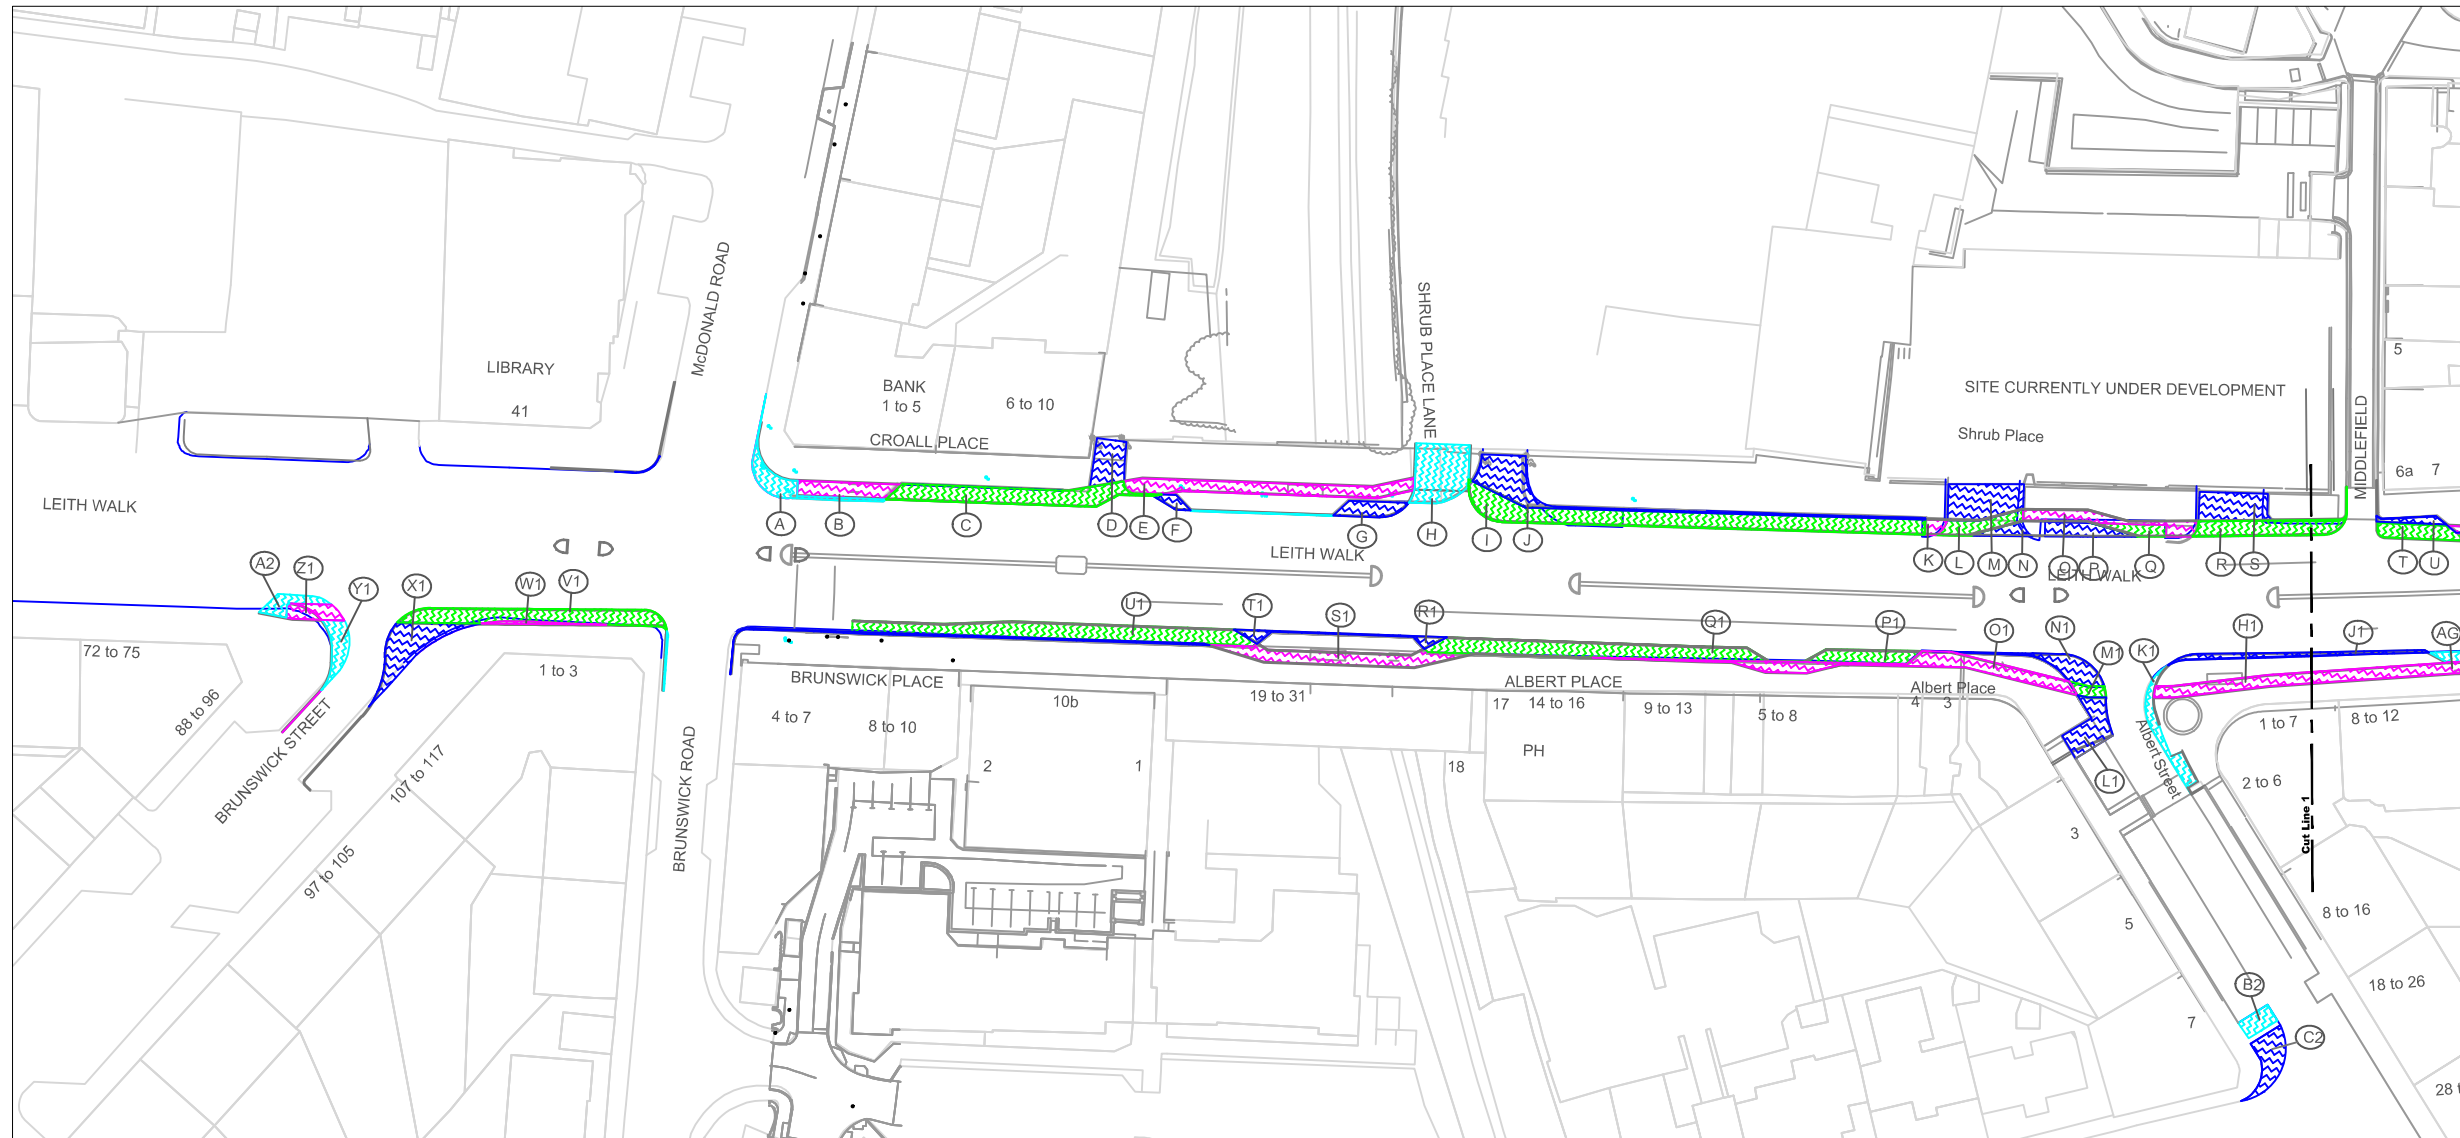 McDONALD ROAD
SHRUB PLACE LANE
LIBRARY
41
BANK
1 to 5
6 to 10
CROALL PLACE
SITE CURRENTLY UNDER DEVELOPMENT
Shrub Place
MIDDLEFIELD
5
6a
7
LEITH WALK
A
B
C
D
E
F
G
H
I
J
K
L
M
N
O
P
Q
R
S
T
U
LEITH WALK
LEITH WALK
A2
Z1
Y1
X1
W1
V1
U1
T1
S1
R1
Q1
P1
O1
N1
M1
K1
H1
J1
AG
72 to 75
88 to 96
BRUNSWICK STREET
1 to 3
107 to 117
97 to 105
BRUNSWICK ROAD
BRUNSWICK PLACE
4 to 7
8 to 10
10b
2
1
19 to 31
18
ALBERT PLACE
17
14 to 16
PH
9 to 13
5 to 8
Albert Place
4
3
L1
Albert Street
1 to 7
8 to 12
2 to 6
Cut Line 1
3
5
7
8 to 16
18 to 26
B2
C2
28 t